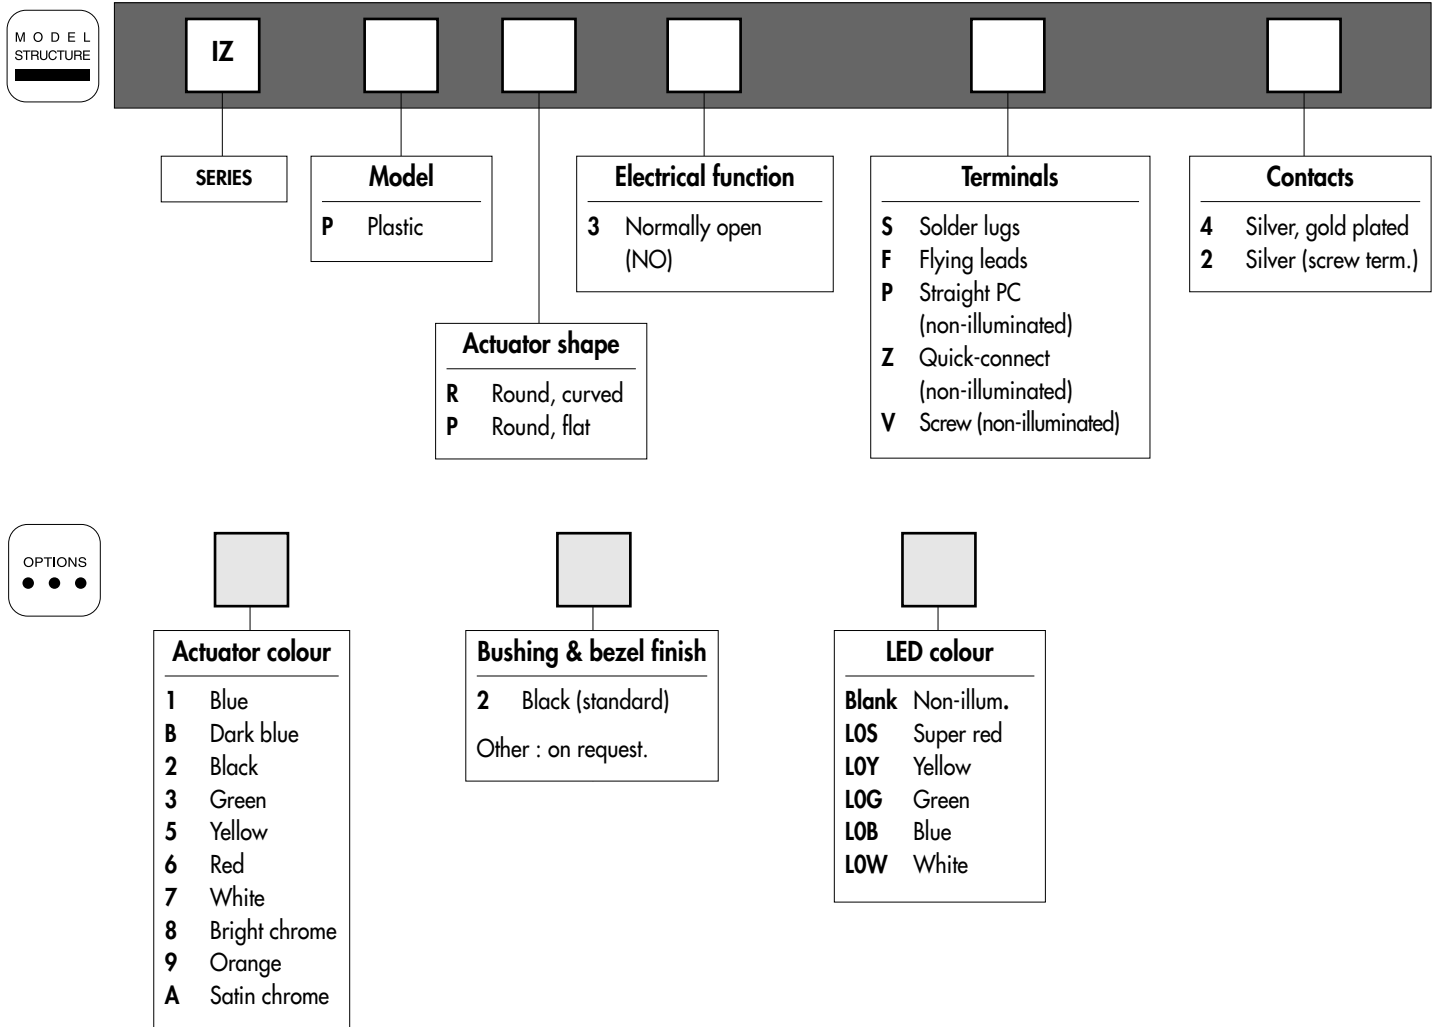 MODEL
STRUCTURE
IZ
SERIES
Model
P Plastic
Actuator shape
R Round, curved
P Round, flat
Electrical function
3 Normally open
(NO)
Terminals
S Solder lugs
F Flying leads
P Straight PC
(non-illuminated)
Z Quick-connect
(non-illuminated)
V Screw (non-illuminated)
Contacts
4 Silver, gold plated
2 Silver (screw term.)
OPTIONS
Actuator colour
1 Blue
B Dark blue
2 Black
3 Green
5 Yellow
6 Red
7 White
8 Bright chrome
9 Orange
A Satin chrome
Bushing & bezel finish
2 Black (standard)
Other : on request.
LED colour
Blank Non-illum.
L0S Super red
L0Y Yellow
L0G Green
L0B Blue
L0W White